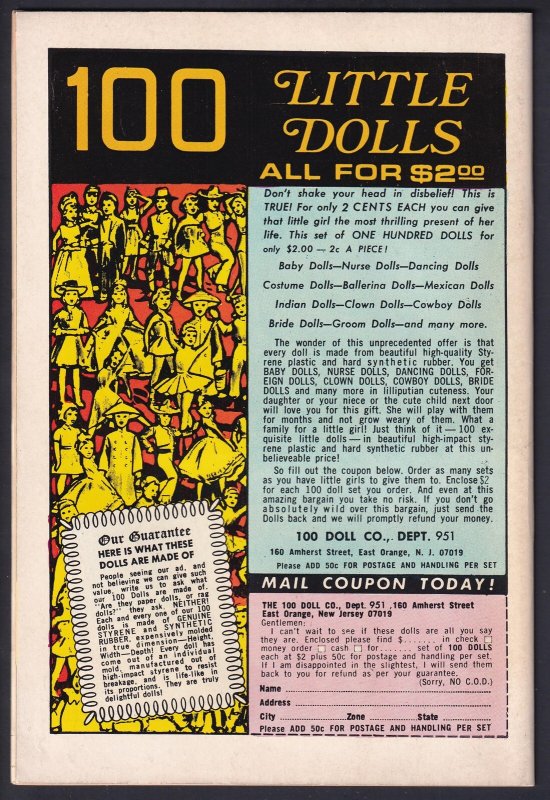 100
LITTLE
DOLLS
ALL FOR $2.00
Don't shake your head in disbelief! This is
TRUE! For only 2 CENTS EACH you can give
that little girl the most thrilling present of her
life. This set of ONE HUNDRED DOLLS for
only $2.00 — 2c A PIECE!
Baby Dolls—Nurse Dolls—Dancing Dolls
Costume Dolls—Ballerina Dolls—Mexican Dolls
Indian Dolls—Clown Dolls—Cowboy Dolls
Bride Dolls—Groom Dolls—and many more.
The wonder of this unprecedented offer is that
every doll is made from beautiful high-quality Sty-
rene plastic and hard synthetic rubber. You get
BABY DOLLS, NURSE DOLLS, DANCING DOLLS, FOR-
EIGN DOLLS, CLOWN DOLLS, COWBOY DOLLS, BRIDE
DOLLS and many more in lilliputian cuteness. Your
daughter or your niece or the cute child next door
will love you for this gift. She will play with them
for months and not grow weary of them. What a
family for a little girl! Just think of it — 100 ex-
quisite little dolls — in beautiful high-impact sty-
rene plastic and hard synthetic rubber at this un-
believeable price!
So fill out the coupon below. Order as many sets
as you have little girls to give them to. Enclose $2
for each 100 doll set you order. And even at this
amazing bargain you take no risk. If you don't go
absolutely wild over this bargain, just send the
Dolls back and we will promptly refund your money.
100 DOLL CO., DEPT. 951
160 Amherst Street, East Orange, N. J. 07019
Please ADD 50c FOR POSTAGE AND HANDLING PER SET
Our Guarantee
HERE IS WHAT THESE
DOLLS ARE MADE OF
People seeing our ad, and
not believing we can give such
value, write us to ask what
our 100 Dolls are made of.
"Are they paper dolls, or rag
dolls?" they ask. NEITHER!
Each and every one of our 100
dolls is made of GENUINE
STYRENE and SYNTHETIC
RUBBER, expensively molded
in true dimension—Height,
Width—Depth! Every doll has
come out of an individual
mold, manufactured out of
high-impact styrene to resist
breakage, and is life-like in
its proportions. They are truly
delightful dolls!
MAIL COUPON TODAY!
THE 100 DOLL CO., Dept. 951, 160 Amherst Street
East Orange, New Jersey 07019
Gentlemen:
I can't wait to see if these dolls are all you say
they are. Enclosed please find $........ in check
money order cash for........ set of 100 DOLLS
each at $2 plus 50c for postage and handling per set.
If I am disappointed in the slightest, I will send them
back to you for refund as per your guarantee.
(Sorry, NO C.O.D.)
Name
Address
City Zone State
Please ADD 50c FOR POSTAGE AND HANDLING PER SET